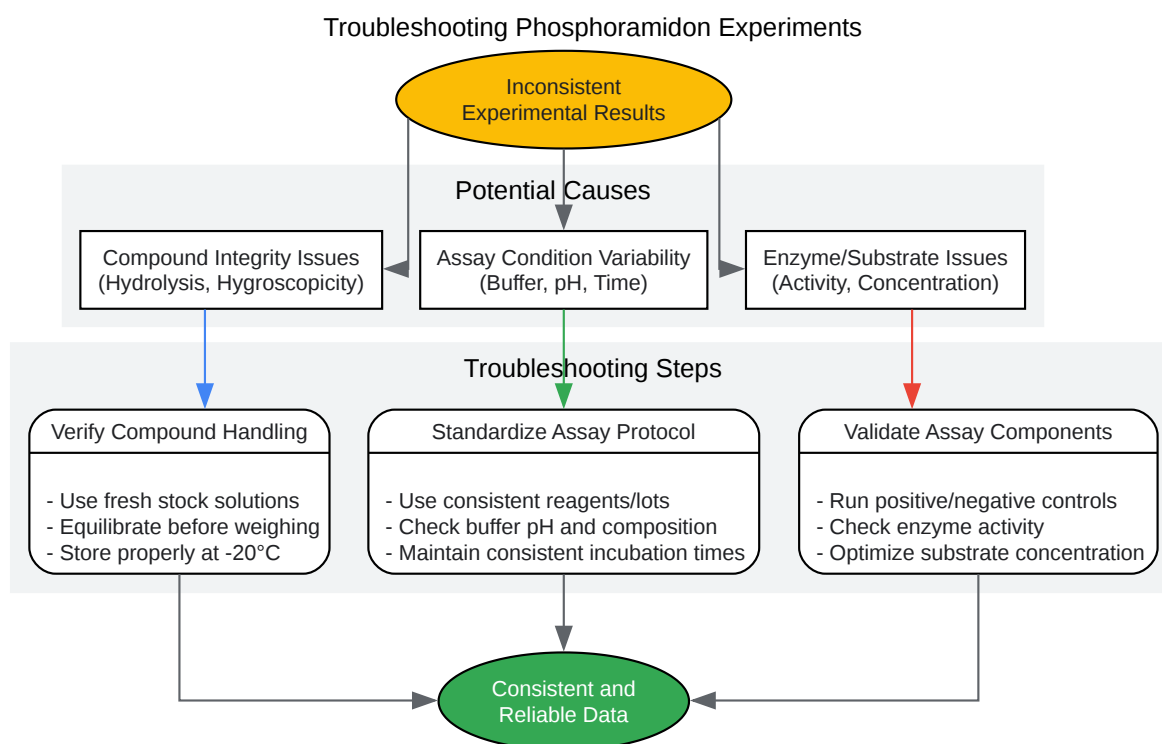 Troubleshooting Phosphoramidon Experiments
Inconsistent
Experimental Results
Potential Causes
Compound Integrity Issues
(Hydrolysis, Hygroscopicity)
Assay Condition Variability
(Buffer, pH, Time)
Enzyme/Substrate Issues
(Activity, Concentration)
Troubleshooting Steps
Verify Compound Handling
- Use fresh stock solutions
- Equilibrate before weighing
- Store properly at -20°C
Standardize Assay Protocol
- Use consistent reagents/lots
- Check buffer pH and composition
- Maintain consistent incubation times
Validate Assay Components
- Run positive/negative controls
- Check enzyme activity
- Optimize substrate concentration
Consistent and
Reliable Data